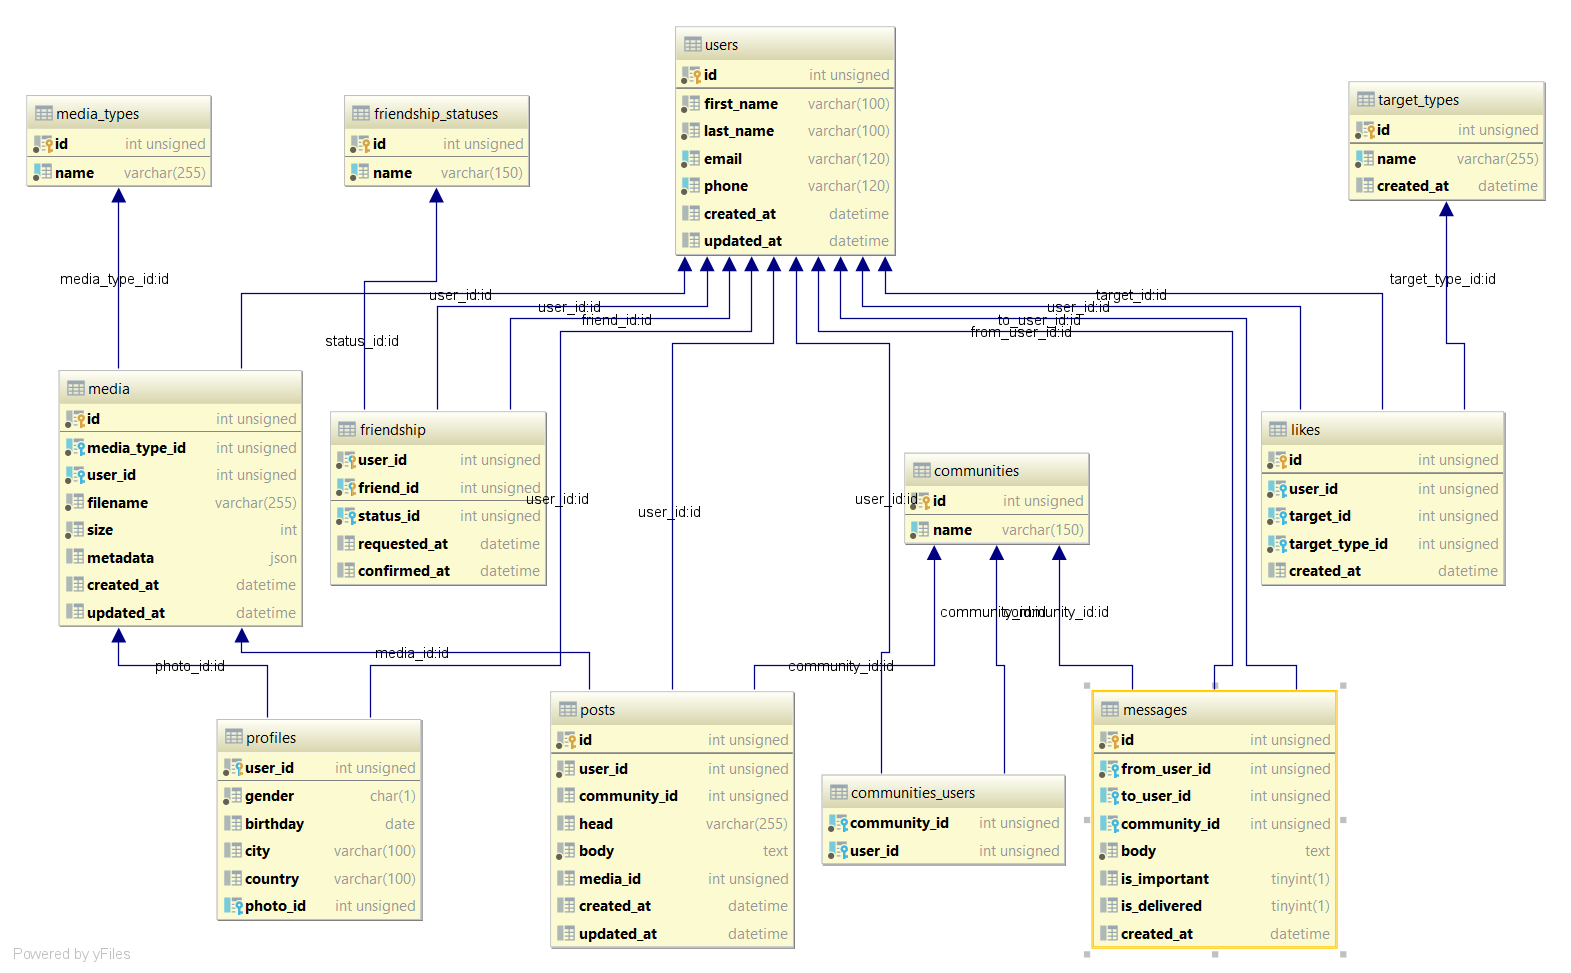 users
id int unsigned
first_name varchar(100)
last_name varchar(100)
email varchar(120)
phone varchar(120)
created_at datetime
updated_at datetime
media_types
id int unsigned
name varchar(255)
friendship_statuses
id int unsigned
name varchar(150)
target_types
id int unsigned
name varchar(255)
created_at datetime
media_type_id:id
status_id:id
user_id:id
user_id:id
friend_id:id
target_id:id
user_id:id
to_user_id:id
from_user_id:id
target_type_id:id
media
id int unsigned
media_type_id int unsigned
user_id int unsigned
filename varchar(255)
size int
metadata json
created_at datetime
updated_at datetime
friendship
user_id int unsigned
friend_id int unsigned
status_id int unsigned
requested_at datetime
confirmed_at datetime
user_id:id
user_id:id
user_id:id
communities
id int unsigned
name varchar(150)
likes
id int unsigned
user_id int unsigned
target_id int unsigned
target_type_id int unsigned
created_at datetime
photo_id:id
media_id:id
community_id:id
community_id:id
community_id:id
profiles
user_id int unsigned
gender char(1)
birthday date
city varchar(100)
country varchar(100)
photo_id int unsigned
posts
id int unsigned
user_id int unsigned
community_id int unsigned
head varchar(255)
body text
media_id int unsigned
created_at datetime
updated_at datetime
communities_users
community_id int unsigned
user_id int unsigned
messages
id int unsigned
from_user_id int unsigned
to_user_id int unsigned
community_id int unsigned
body text
is_important tinyint(1)
is_delivered tinyint(1)
created_at datetime
Powered by yFiles